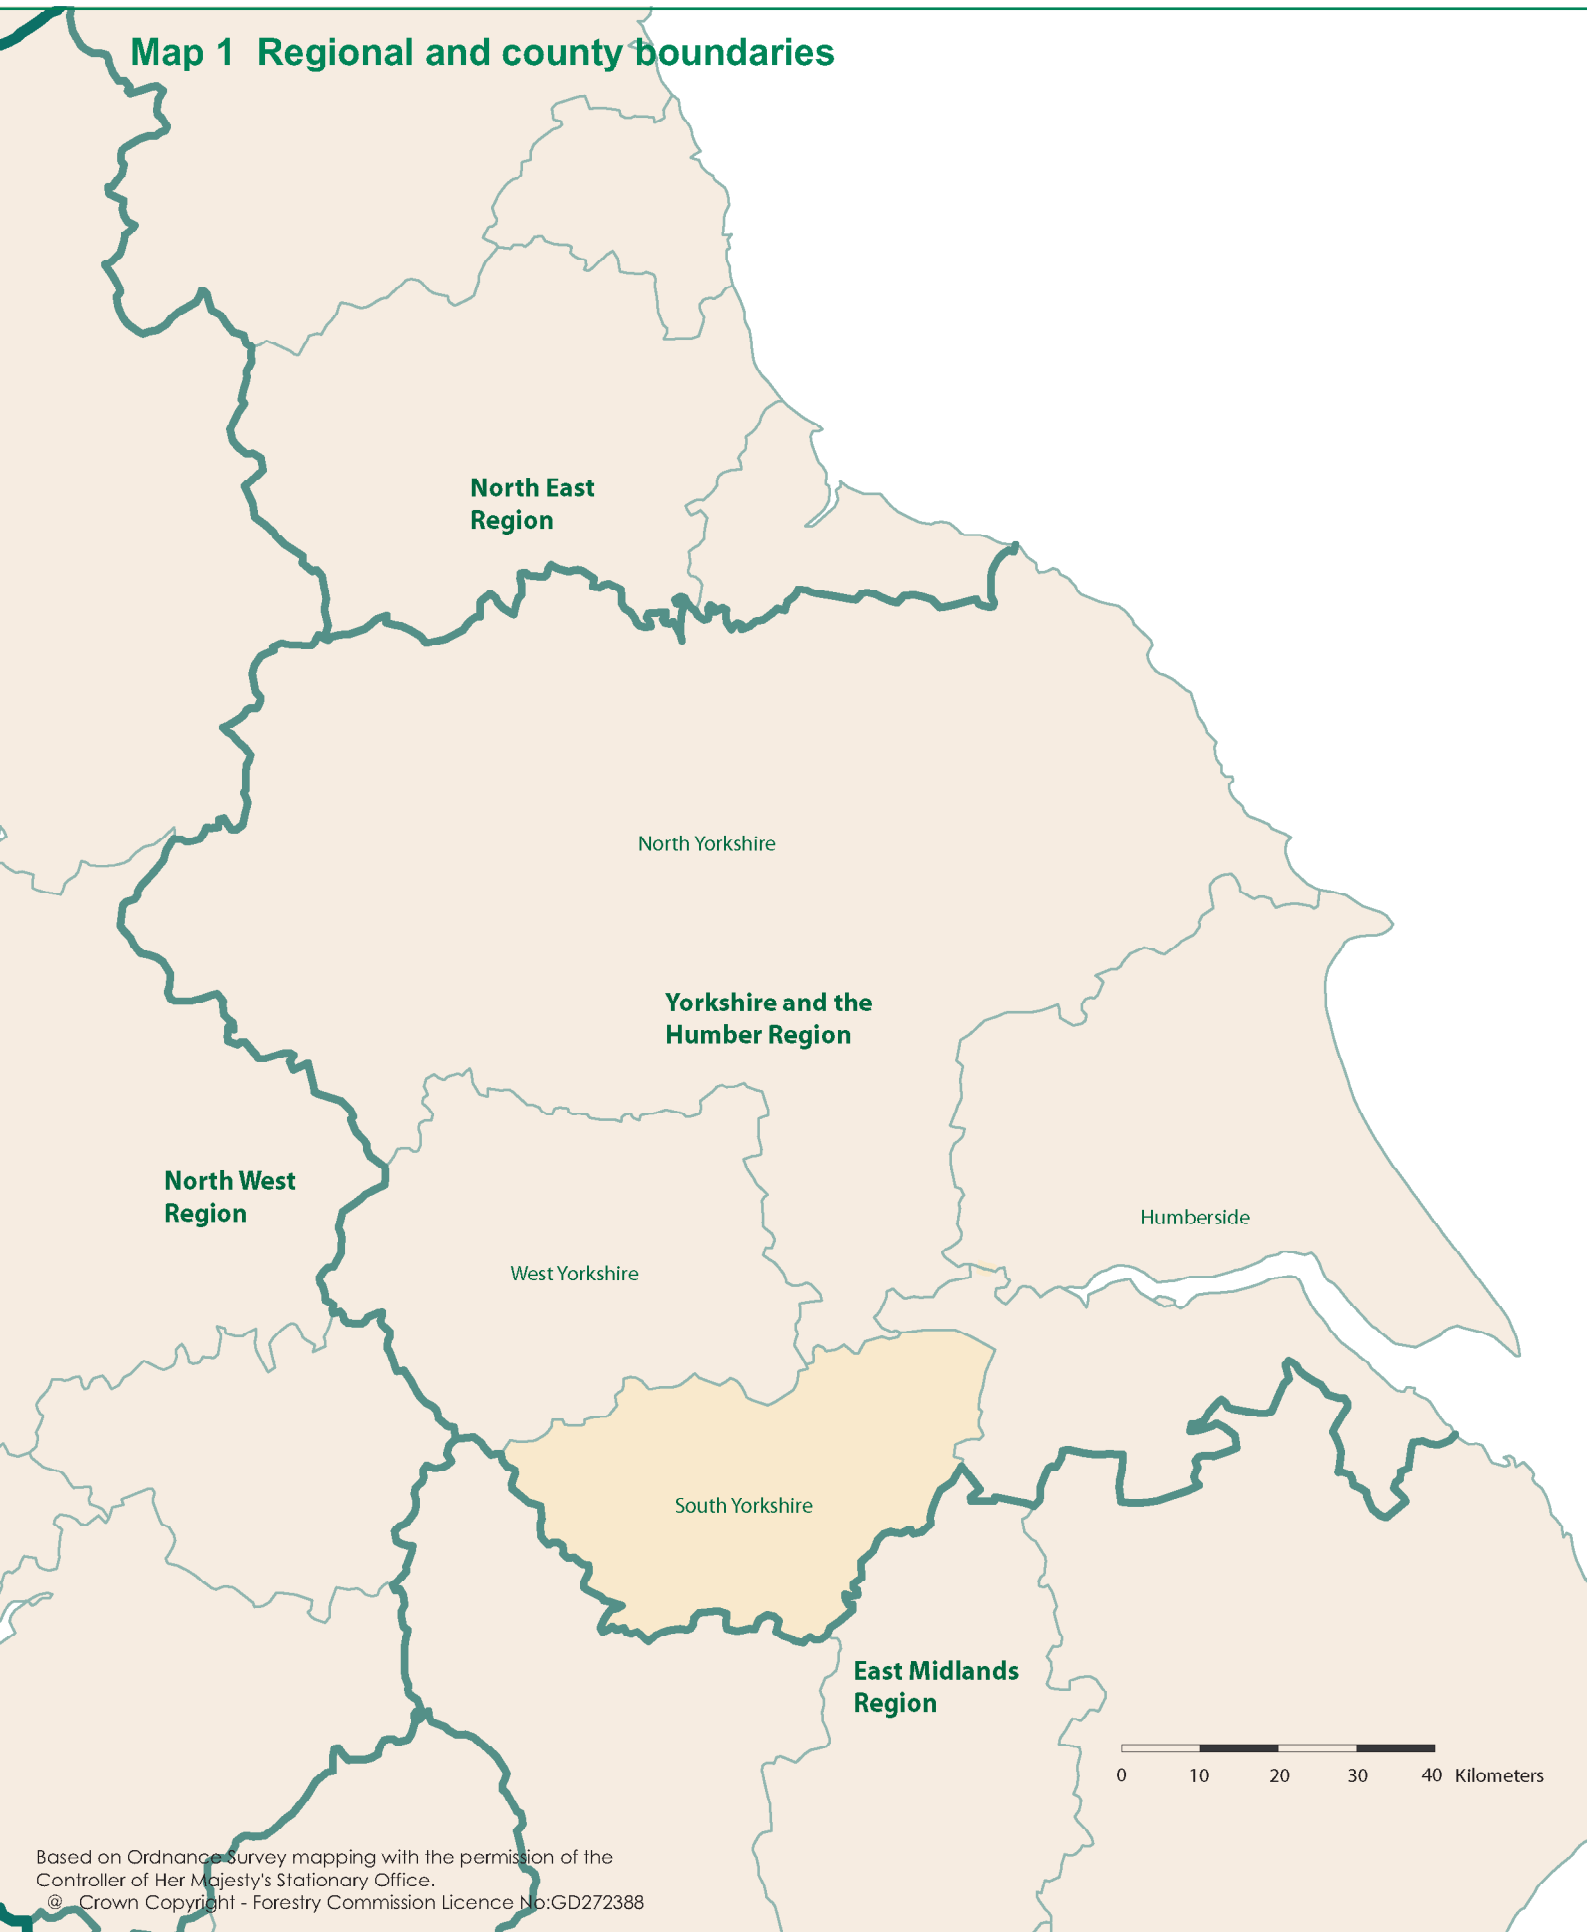 Map 1 Regional and county boundaries
North East
Region
North Yorkshire
Yorkshire and the
Humber Region
North West
Region
Humberside
West Yorkshire
South Yorkshire
East Midlands
Region
0 10 20 30 40 Kilometers
Based on Ordnance Survey mapping with the permission of the
Controller of Her Majesty's Stationary Office.
@ Crown Copyright - Forestry Commission Licence No:GD272388